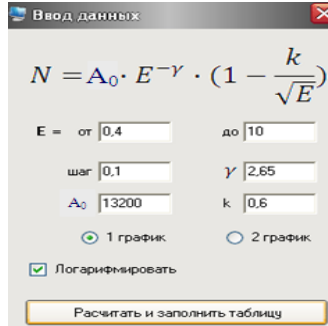 Ввод данных
N = A₀ · E^{−γ} · (1 − k/√E)
E = от 0,4 до 10
шаг 0,1 γ 2,65
A₀ 13200 k 0,6
1 график 2 график
Логарифмировать
Расчитать и заполнить таблицу